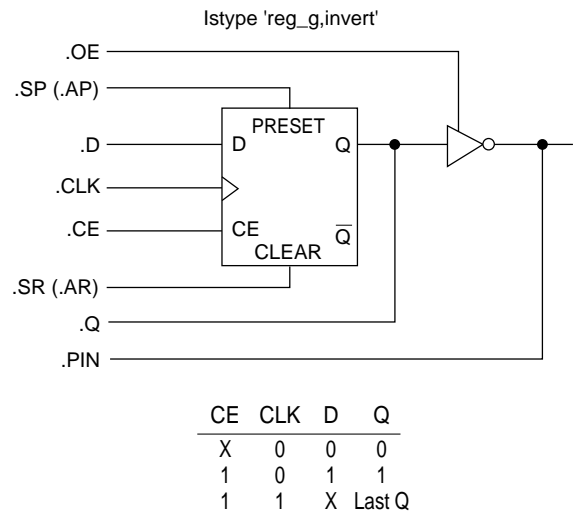 Istype 'reg_g,invert'
.OE
.SP (.AP)
PRESET
.D
D
Q
.CLK
.CE
CE
Q̅
CLEAR
.SR (.AR)
.Q
.PIN
CE CLK D Q
X 0 0 0
1 0 1 1
1 1 X Last Q